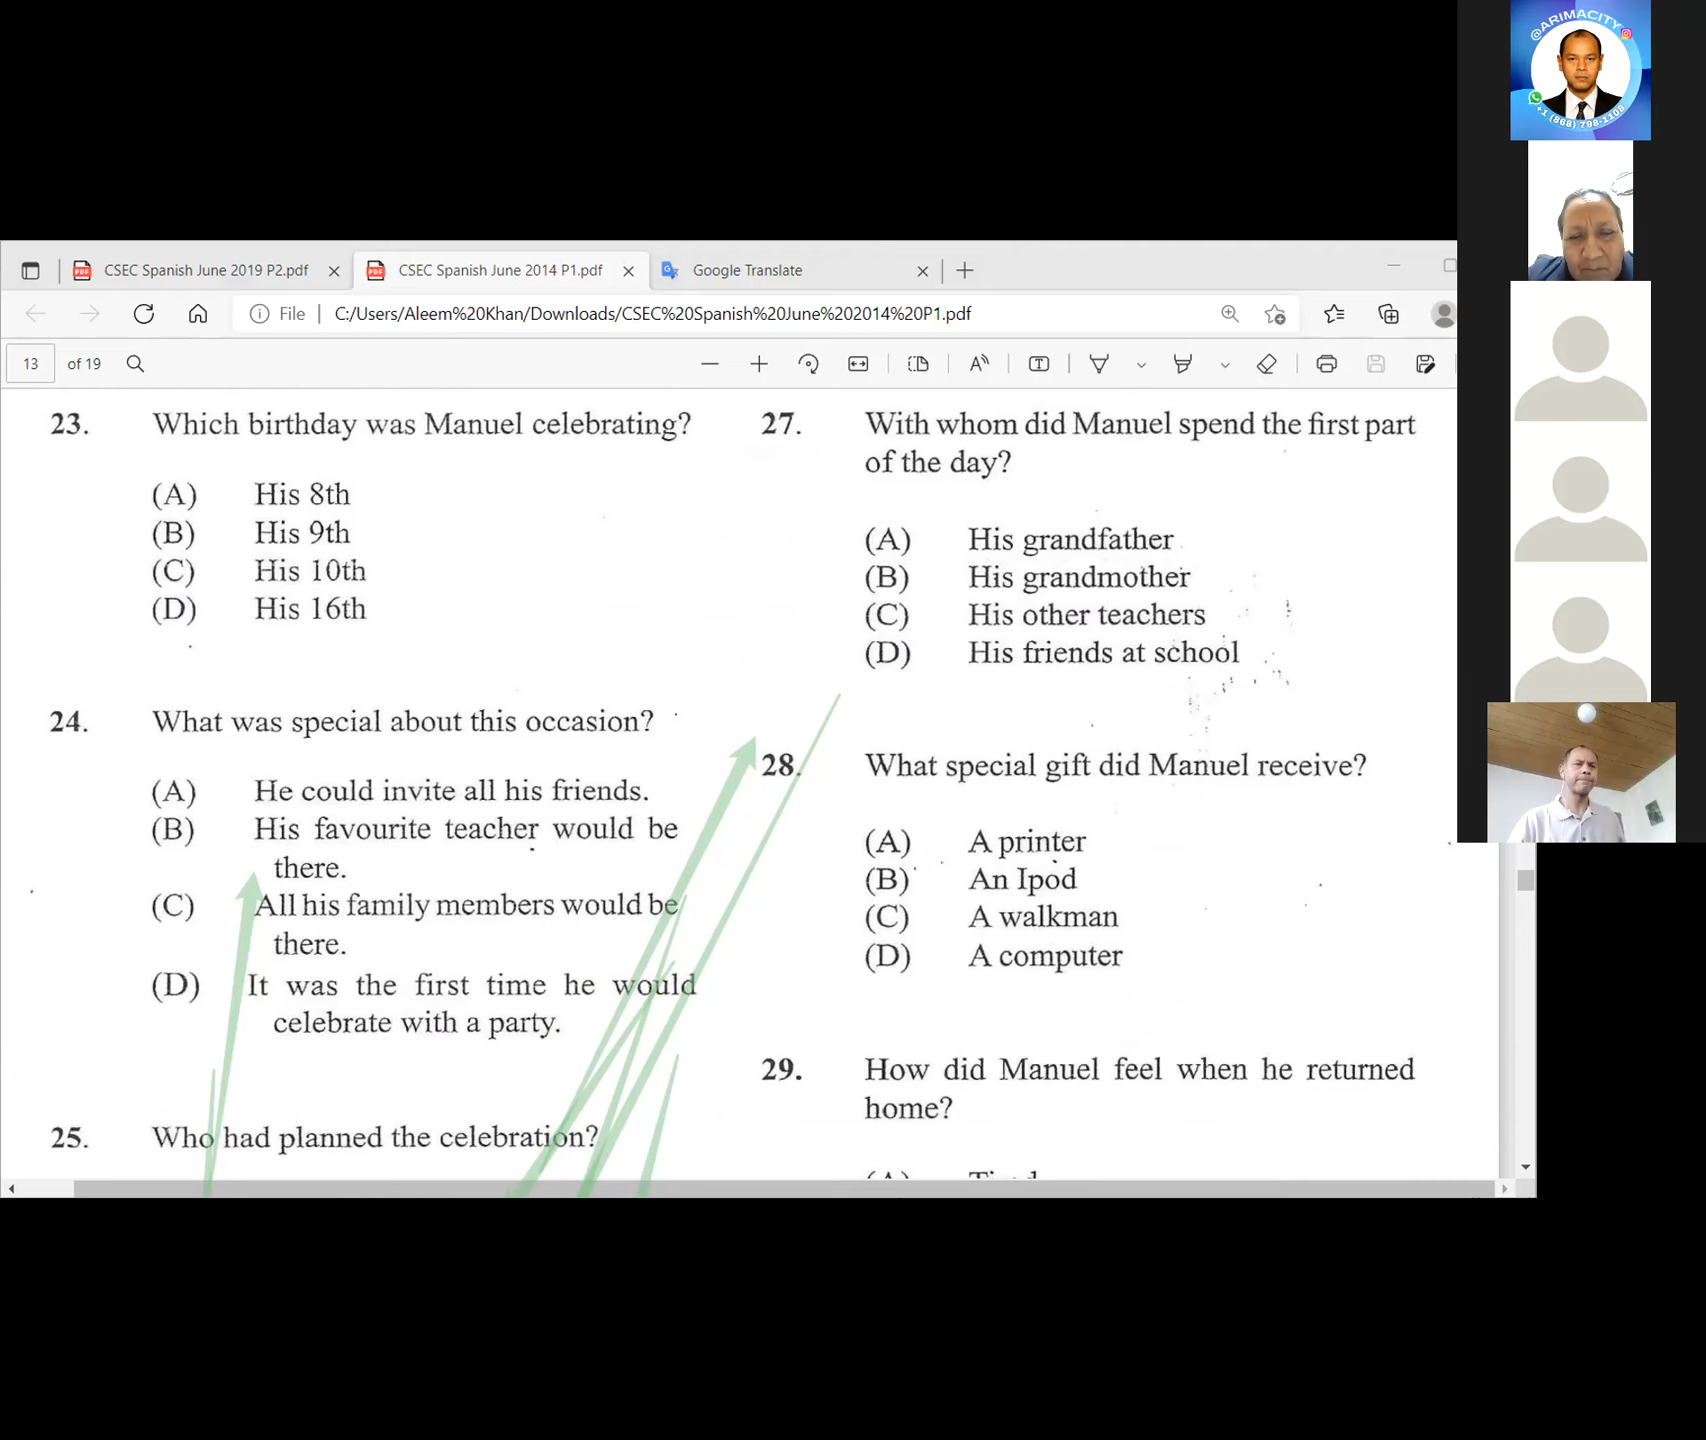 @ARIMACITY
+1 (868) 798-1108
CSEC Spanish June 2019 P2.pdf
CSEC Spanish June 2014 P1.pdf
Google Translate
File
C:/Users/Aleem%20Khan/Downloads/CSEC%20Spanish%20June%202014%20P1.pdf
13 of 19
23. Which birthday was Manuel celebrating?
(A) His 8th
(B) His 9th
(C) His 10th
(D) His 16th
24. What was special about this occasion?
(A) He could invite all his friends.
(B) His favourite teacher would be
there.
(C) All his family members would be
there.
(D) It was the first time he would
celebrate with a party.
25. Who had planned the celebration?
27. With whom did Manuel spend the first part
of the day?
(A) His grandfather
(B) His grandmother
(C) His other teachers
(D) His friends at school
28. What special gift did Manuel receive?
(A) A printer
(B) An Ipod
(C) A walkman
(D) A computer
29. How did Manuel feel when he returned
home?